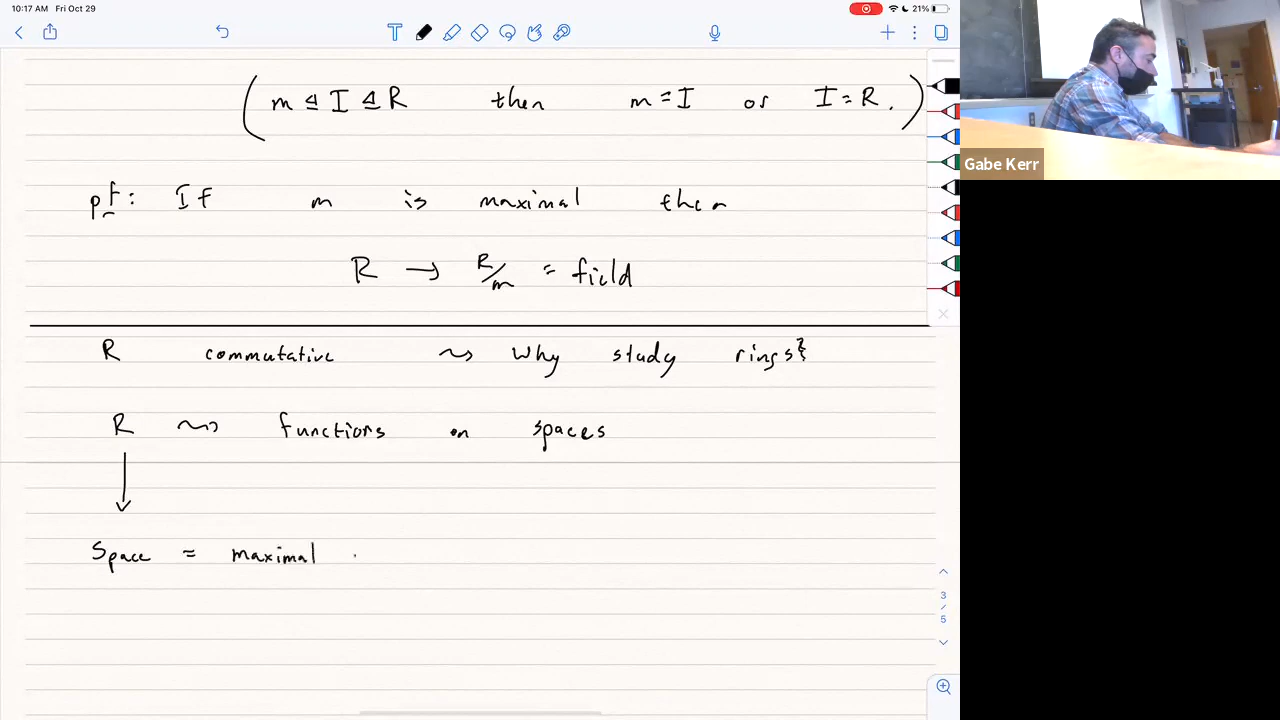 10:17 AM Fri Oct 29
21%
(m ⊴ I ⊴ R then m = I or I = R.)
pf: If m is maximal then
R → R/m = field
R commutative ⇝ Why study rings?
R ⇝ functions on spaces
↓
Space ≈ maximal
Gabe Kerr
3 / 5